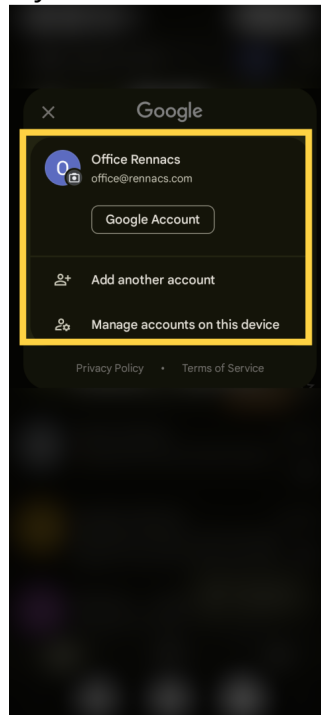 Google
O
Office Rennacs
office@rennacs.com
Google Account
Add another account
Manage accounts on this device
Privacy Policy • Terms of Service